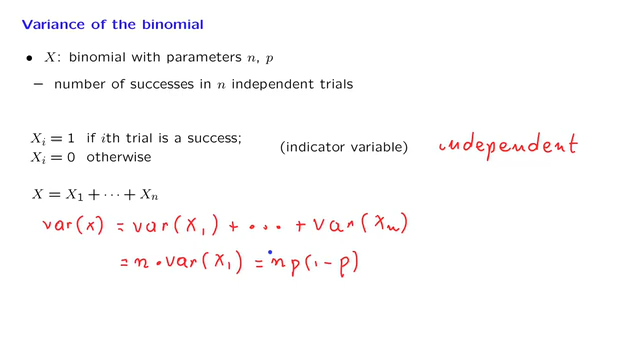 Variance of the binomial
• X: binomial with parameters n, p
– number of successes in n independent trials
X_i = 1 if ith trial is a success;
X_i = 0 otherwise
(indicator variable)
independent
X = X_1 + ⋯ + X_n
var(x) = var(X_1) + ... + var(X_n)
= n • var(X_1) = n p (1 - p)